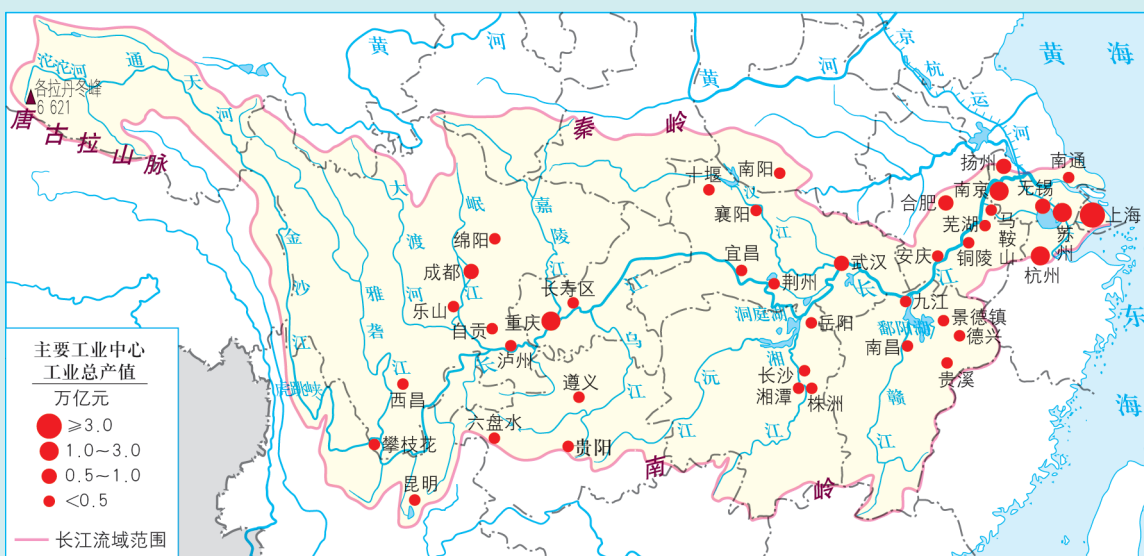 黄河
黄河
京杭运河
黄海
东海
沱沱河
通天河
各拉丹冬峰
6 621
唐古拉山脉
秦岭
南岭
金沙江
雅砻江
大渡河
岷江
嘉陵江
乌江
长江
汉江
长江
沅江
湘江
赣江
洞庭湖
鄱阳湖
虎跳峡
绵阳
成都
乐山
自贡
重庆
长寿区
泸州
西昌
攀枝花
昆明
六盘水
遵义
贵阳
十堰
南阳
襄阳
宜昌
荆州
武汉
岳阳
长沙
湘潭
株洲
九江
南昌
景德镇
德兴
贵溪
安庆
铜陵
芜湖
马鞍山
合肥
南京
扬州
南通
无锡
苏州
上海
杭州
主要工业中心
工业总产值
万亿元
≥3.0
1.0~3.0
0.5~1.0
<0.5
长江流域范围